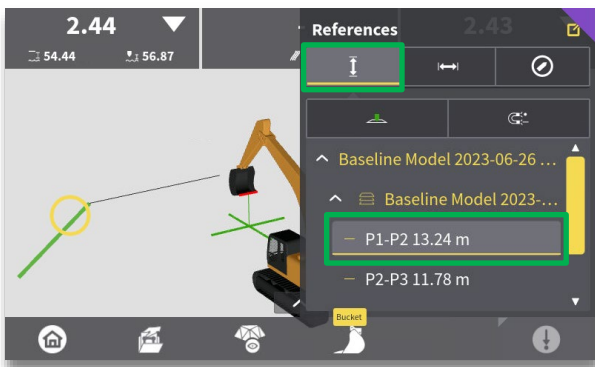 2.44
54.44 56.87
References 2.43
Baseline Model 2023-06-26 ...
Baseline Model 2023-...
P1-P2 13.24 m
P2-P3 11.78 m
Bucket